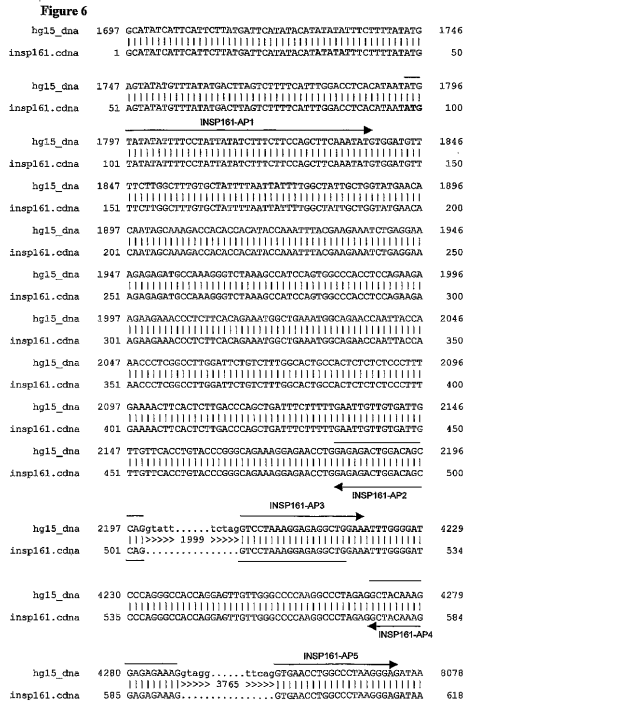 Figure 6
hg15_dna 1697 GCATATCATTCATTCTTATGATTCATATACATATATATTTCTTTTATATG 1746
||||||||||||||||||||||||||||||||||||||||||||||||||
insp161.cdna 1 GCATATCATTCATTCTTATGATTCATATACATATATATTTCTTTTATATG 50
hg15_dna 1747 AGTATATGTTTATATGACTTAGTCTTTTCATTTGGACCTCACATAATATG 1796
||||||||||||||||||||||||||||||||||||||||||||||||||
insp161.cdna 51 AGTATATGTTTATATGACTTAGTCTTTTCATTTGGACCTCACATAATATG 100
INSP161-AP1
hg15_dna 1797 TATATATTTTCCTATTATATCTTTCTTCCAGCTTCAAATATGTGGATGTT 1846
||||||||||||||||||||||||||||||||||||||||||||||||||
insp161.cdna 101 TATATATTTTCCTATTATATCTTTCTTCCAGCTTCAAATATGTGGATGTT 150
hg15_dna 1847 TTCTTGGCTTTGTGCTATTTTAATTATTTTGGCTATTGCTGGTATGAACA 1896
||||||||||||||||||||||||||||||||||||||||||||||||||
insp161.cdna 151 TTCTTGGCTTTGTGCTATTTTAATTATTTTGGCTATTGCTGGTATGAACA 200
hg15_dna 1897 CAATAGCAAAGACCACACCACATACCAAATTTACGAAGAAATCTGAGGAA 1946
||||||||||||||||||||||||||||||||||||||||||||||||||
insp161.cdna 201 CAATAGCAAAGACCACACCACATACCAAATTTACGAAGAAATCTGAGGAA 250
hg15_dna 1947 AGAGAGATGCCAAAGGGTCTAAAGCCATCCAGTGGCCCACCTCCAGAAGA 1996
||||||||||||||||||||||||||||||||||||||||||||||||||
insp161.cdna 251 AGAGAGATGCCAAAGGGTCTAAAGCCATCCAGTGGCCCACCTCCAGAAGA 300
hg15_dna 1997 AGAAGAAACCCTCTTCACAGAAATGGCTGAAATGGCAGAACCAATTACCA 2046
||||||||||||||||||||||||||||||||||||||||||||||||||
insp161.cdna 301 AGAAGAAACCCTCTTCACAGAAATGGCTGAAATGGCAGAACCAATTACCA 350
hg15_dna 2047 AACCCTCGGCCTTGGATTCTGTCTTTGGCACTGCCACTCTCTCTCCCTTT 2096
||||||||||||||||||||||||||||||||||||||||||||||||||
insp161.cdna 351 AACCCTCGGCCTTGGATTCTGTCTTTGGCACTGCCACTCTCTCTCCCTTT 400
hg15_dna 2097 GAAAACTTCACTCTTGACCCAGCTGATTTCTTTTTGAATTGTTGTGATTG 2146
||||||||||||||||||||||||||||||||||||||||||||||||||
insp161.cdna 401 GAAAACTTCACTCTTGACCCAGCTGATTTCTTTTTGAATTGTTGTGATTG 450
hg15_dna 2147 TTGTTCACCTGTACCCGGGCAGAAAGGAGAACCTGGAGAGACTGGACAGC 2196
||||||||||||||||||||||||||||||||||||||||||||||||||
insp161.cdna 451 TTGTTCACCTGTACCCGGGCAGAAAGGAGAACCTGGAGAGACTGGACAGC 500
INSP161-AP2
INSP161-AP3
hg15_dna 2197 CAGgtatt......tctagGTCCTAAAGGAGAGGCTGGAAATTTGGGGAT 4229
|||>>>>> 1999 >>>>>|||||||||||||||||||||||||||||||
insp161.cdna 501 CAG................GTCCTAAAGGAGAGGCTGGAAATTTGGGGAT 534
hg15_dna 4230 CCCAGGGCCACCAGGAGTTGTTGGGCCCCAAGGCCCTAGAGGCTACAAAG 4279
||||||||||||||||||||||||||||||||||||||||||||||||||
insp161.cdna 535 CCCAGGGCCACCAGGAGTTGTTGGGCCCCAAGGCCCTAGAGGCTACAAAG 584
INSP161-AP4
INSP161-AP5
hg15_dna 4280 GAGAGAAAGgtagg......ttcagGTGAACCTGGCCCTAAGGGAGATAA 8078
|||||||||>>>>> 3765 >>>>>|||||||||||||||||||||||||
insp161.cdna 585 GAGAGAAAG................GTGAACCTGGCCCTAAGGGAGATAA 618